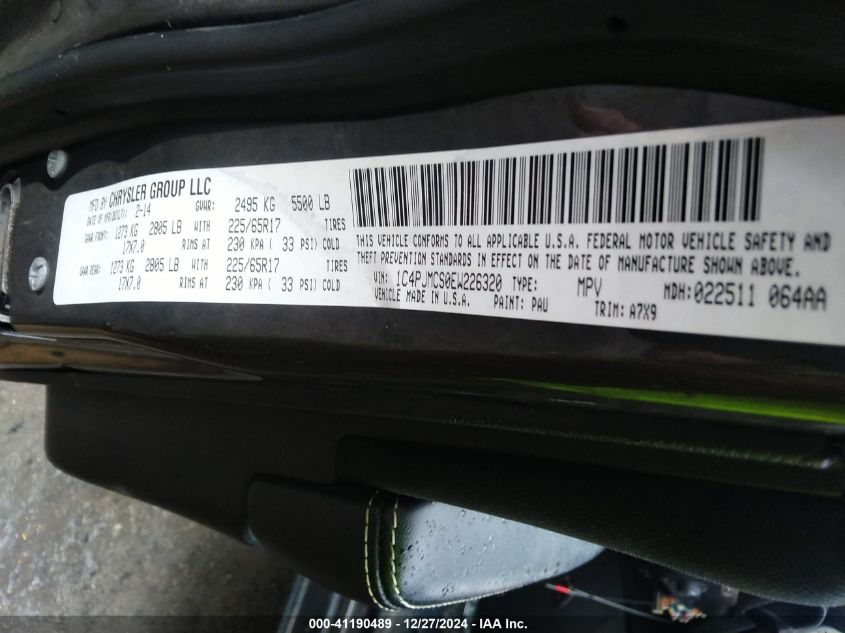 MFD BY CHRYSLER GROUP LLC
DATE OF MFR/BUILT: 2-14 GVWR: 2495 KG 5500 LB
GAWR FRONT: 1273 KG 2805 LB WITH 225/65R17 TIRES
17X7.0 RIMS AT 230 KPA ( 33 PSI) COLD
GAWR REAR: 1273 KG 2805 LB WITH 225/65R17 TIRES
17X7.0 RIMS AT 230 KPA ( 33 PSI) COLD
THIS VEHICLE CONFORMS TO ALL APPLICABLE U.S.A. FEDERAL MOTOR VEHICLE SAFETY AND
THEFT PREVENTION STANDARDS IN EFFECT ON THE DATE OF MANUFACTURE SHOWN ABOVE.
VIN: 1C4PJMCS0EW226320 TYPE: MPV MDH:022511 064AA
VEHICLE MADE IN U.S.A. PAINT: PAU TRIM: A7X9
000-41190489 - 12/27/2024 - IAA Inc.